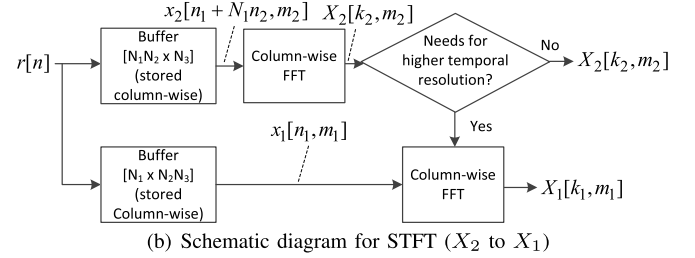 x₂[n₁ + N₁n₂, m₂]
X₂[k₂, m₂]
r[n]
Buffer
[N₁N₂ x N₃]
(stored
column-wise)
Column-wise
FFT
Needs for
higher temporal
resolution?
No
X₂[k₂, m₂]
Yes
x₁[n₁, m₁]
Buffer
[N₁ x N₂N₃]
(stored
Column-wise)
Column-wise
FFT
X₁[k₁, m₁]
(b) Schematic diagram for STFT (X₂ to X₁)